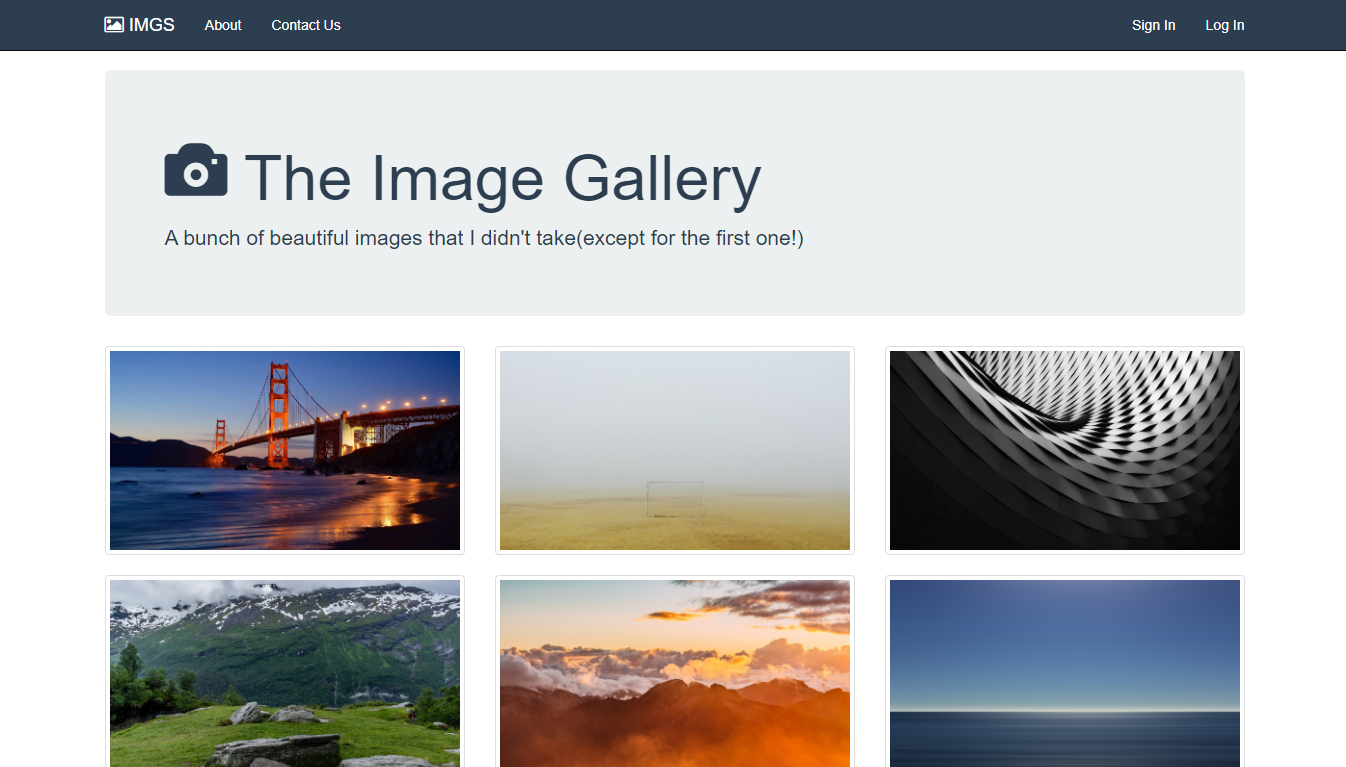 IMGS About Contact Us Sign In Log In
The Image Gallery
A bunch of beautiful images that I didn't take(except for the first one!)